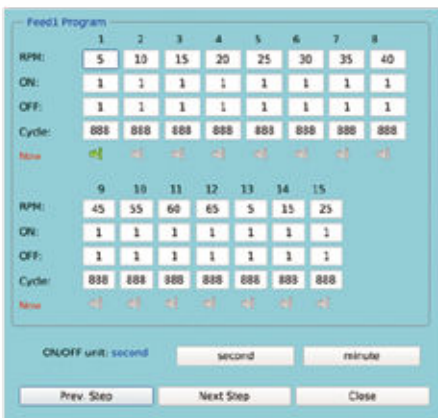 Feed1 Program
1 2 3 4 5 6 7 8
RPM: 5 10 15 20 25 30 35 40
ON: 1 1 1 1 1 1 1 1
OFF: 1 1 1 1 1 1 1 1
Cycle: 888 888 888 888 888 888 888 888
Now
9 10 11 12 13 14 15
RPM: 45 55 60 65 5 15 25
ON: 1 1 1 1 1 1 1
OFF: 1 1 1 1 1 1 1
Cycle: 888 888 888 888 888 888 888
Now
ON/OFF unit: second second minute
Prev. Step Next Step Close